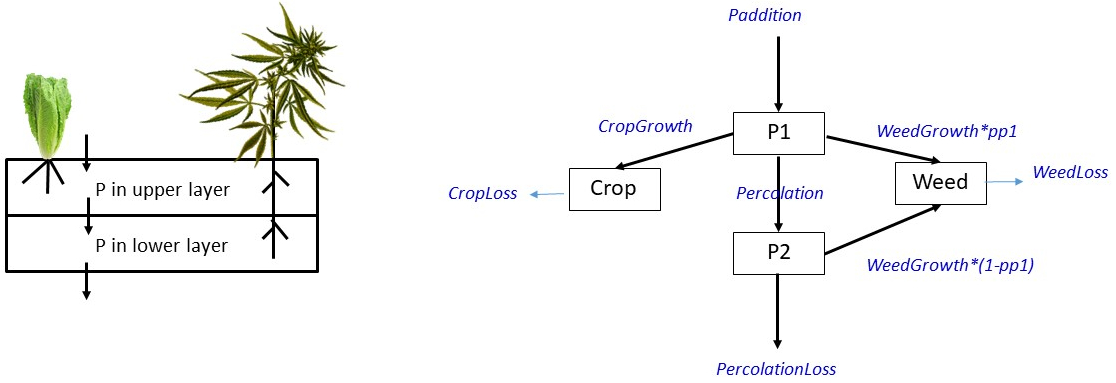 P in upper layer
P in lower layer
Paddition
CropGrowth
P1
WeedGrowth*pp1
Crop
CropLoss
Percolation
Weed
WeedLoss
P2
WeedGrowth*(1-pp1)
PercolationLoss